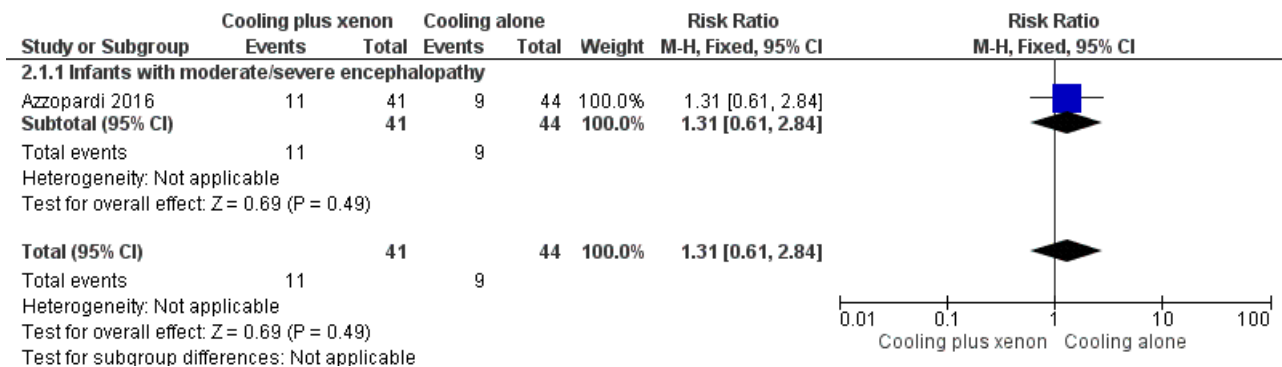 Cooling plus xenon Cooling alone Risk Ratio Risk Ratio
Study or Subgroup Events Total Events Total Weight M-H, Fixed, 95% CI M-H, Fixed, 95% CI
2.1.1 Infants with moderate/severe encephalopathy
Azzopardi 2016 11 41 9 44 100.0% 1.31 [0.61, 2.84]
Subtotal (95% CI) 41 44 100.0% 1.31 [0.61, 2.84]
Total events 11 9
Heterogeneity: Not applicable
Test for overall effect: Z = 0.69 (P = 0.49)
Total (95% CI) 41 44 100.0% 1.31 [0.61, 2.84]
Total events 11 9
Heterogeneity: Not applicable
Test for overall effect: Z = 0.69 (P = 0.49)
Test for subgroup differences: Not applicable
0.01 0.1 1 10 100
Cooling plus xenon Cooling alone